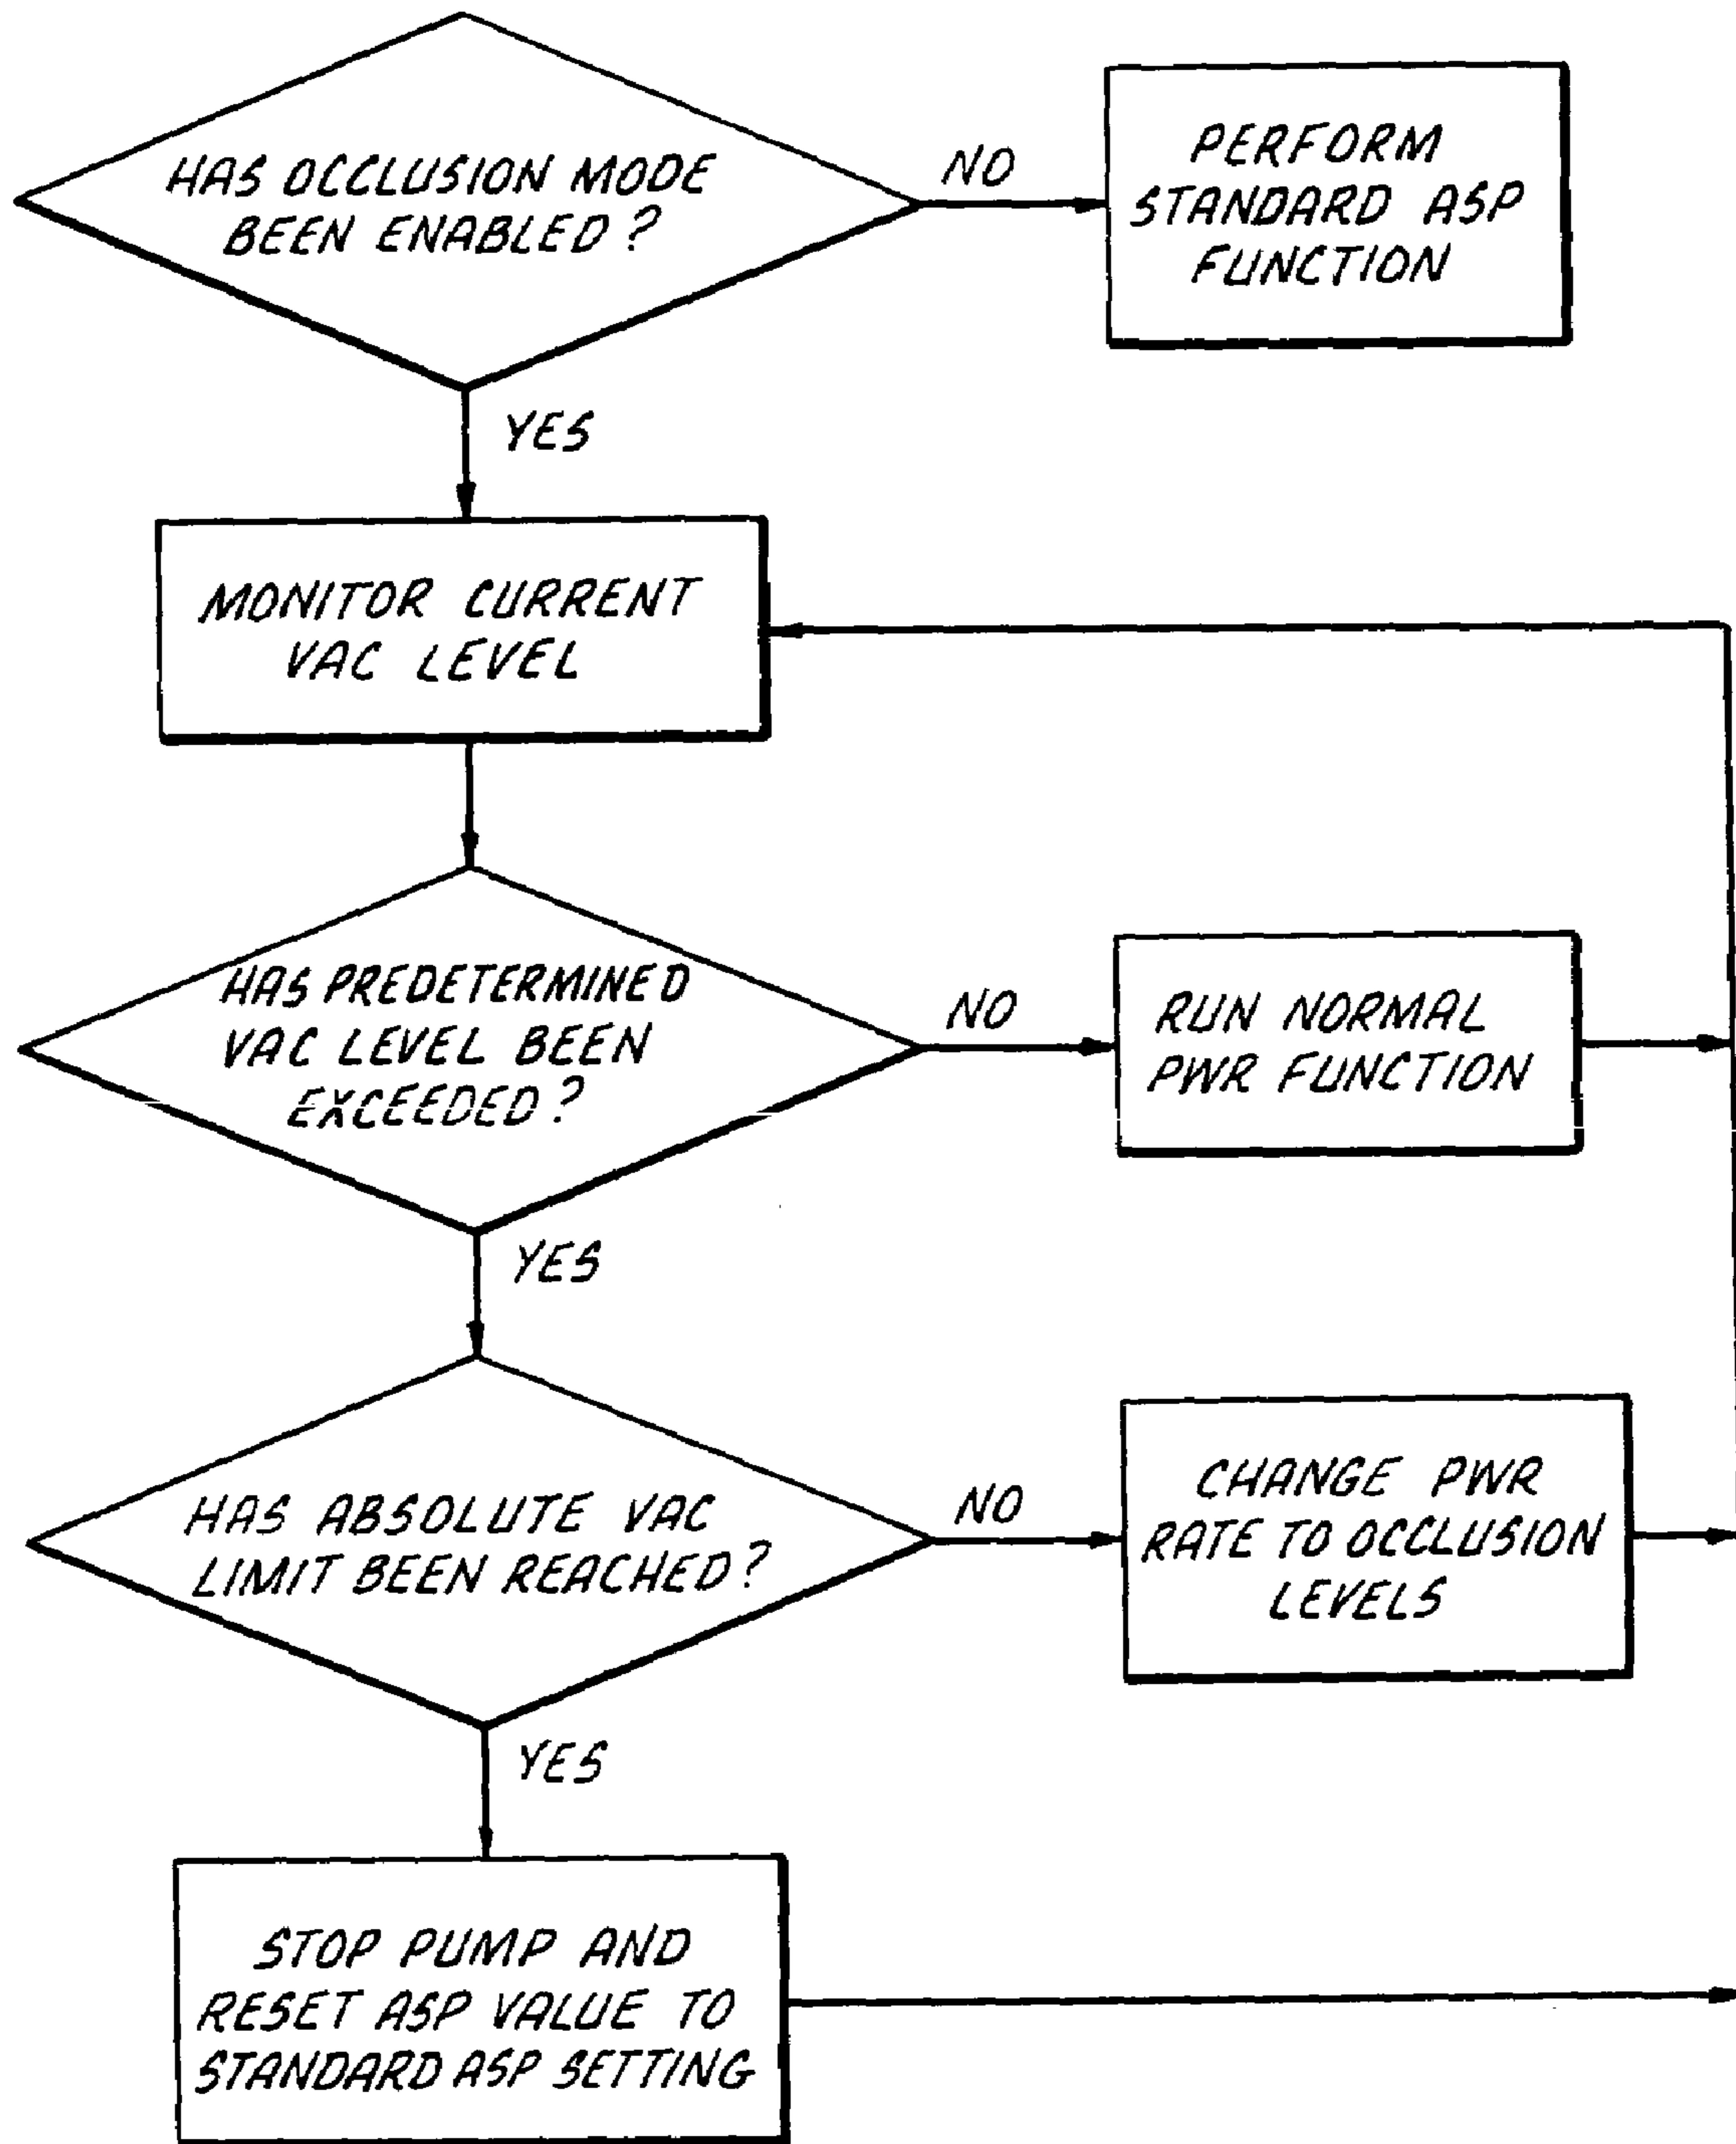 HAS OCCLUSION MODE
BEEN ENABLED?
NO
PERFORM
STANDARD ASP
FUNCTION
YES
MONITOR CURRENT
VAC LEVEL
HAS PREDETERMINED
VAC LEVEL BEEN
EXCEEDED?
NO
RUN NORMAL
PWR FUNCTION
YES
HAS ABSOLUTE VAC
LIMIT BEEN REACHED?
NO
CHANGE PWR
RATE TO OCCLUSION
LEVELS
YES
STOP PUMP AND
RESET ASP VALUE TO
STANDARD ASP SETTING